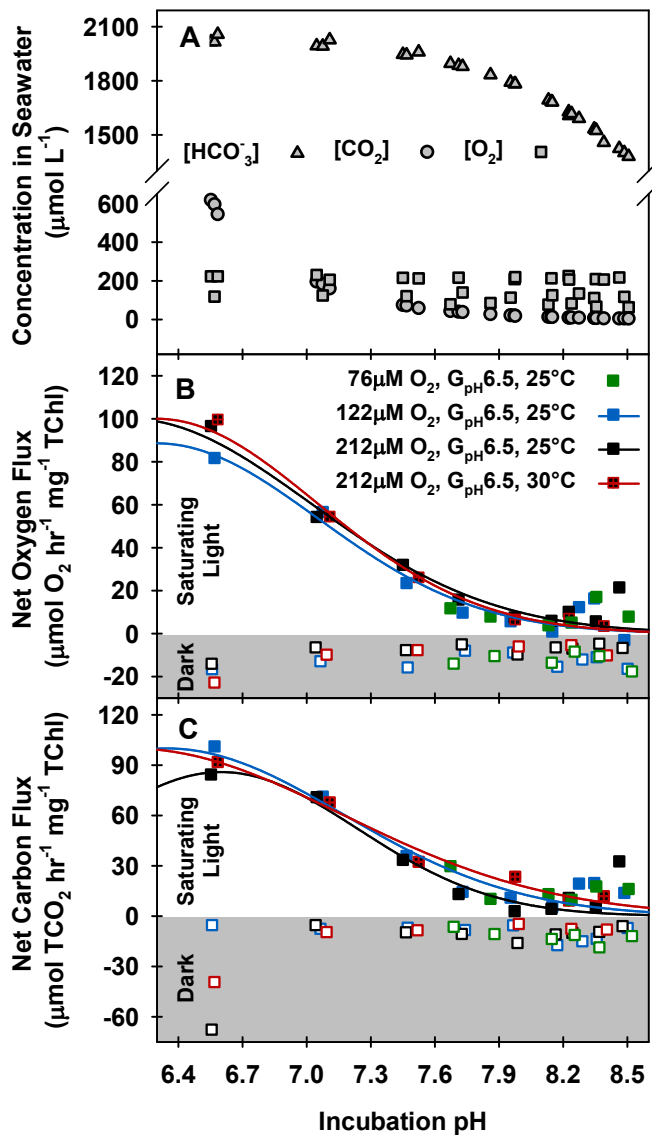 A
2100
1800
1500
[HCO₃⁻] [CO₂] [O₂]
600
400
200
0
Concentration in Seawater
(µmol L⁻¹)
B
120
100
80
60
40
20
0
-20
76µM O₂, G_pH6.5, 25°C
122µM O₂, G_pH6.5, 25°C
212µM O₂, G_pH6.5, 25°C
212µM O₂, G_pH6.5, 30°C
Saturating
Light
Dark
Net Oxygen Flux
(µmol O₂ hr⁻¹ mg⁻¹ TChl)
C
120
90
60
30
0
-30
-60
Saturating
Light
Dark
Net Carbon Flux
(µmol TCO₂ hr⁻¹ mg⁻¹ TChl)
6.4 6.7 7.0 7.3 7.6 7.9 8.2 8.5
Incubation pH